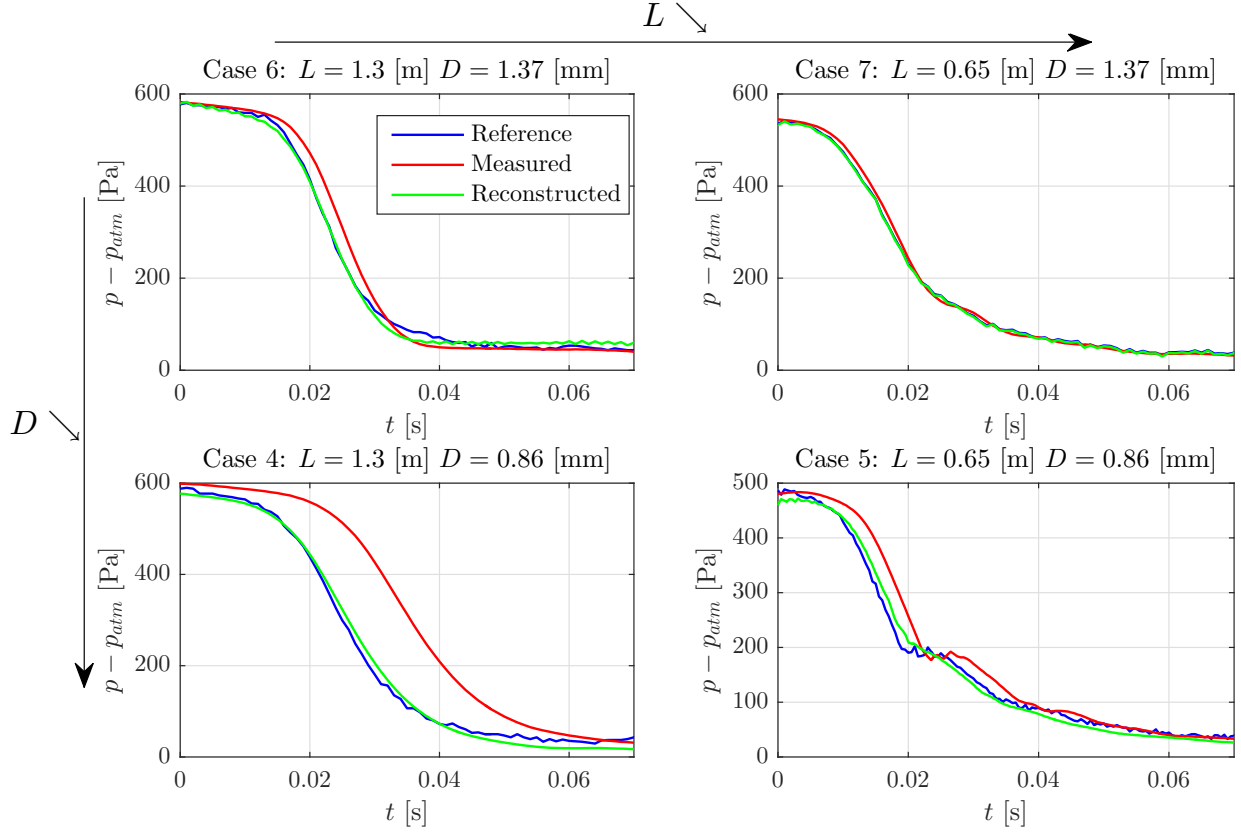 L ↘
Case 6: L = 1.3 [m] D = 1.37 [mm]
600
400
200
0
0 0.02 0.04 0.06
p − p_atm [Pa]
t [s]
Reference
Measured
Reconstructed
Case 7: L = 0.65 [m] D = 1.37 [mm]
600
400
200
0
0 0.02 0.04 0.06
p − p_atm [Pa]
t [s]
D ↘
Case 4: L = 1.3 [m] D = 0.86 [mm]
600
400
200
0
0 0.02 0.04 0.06
p − p_atm [Pa]
t [s]
Case 5: L = 0.65 [m] D = 0.86 [mm]
500
400
300
200
100
0
0 0.02 0.04 0.06
p − p_atm [Pa]
t [s]